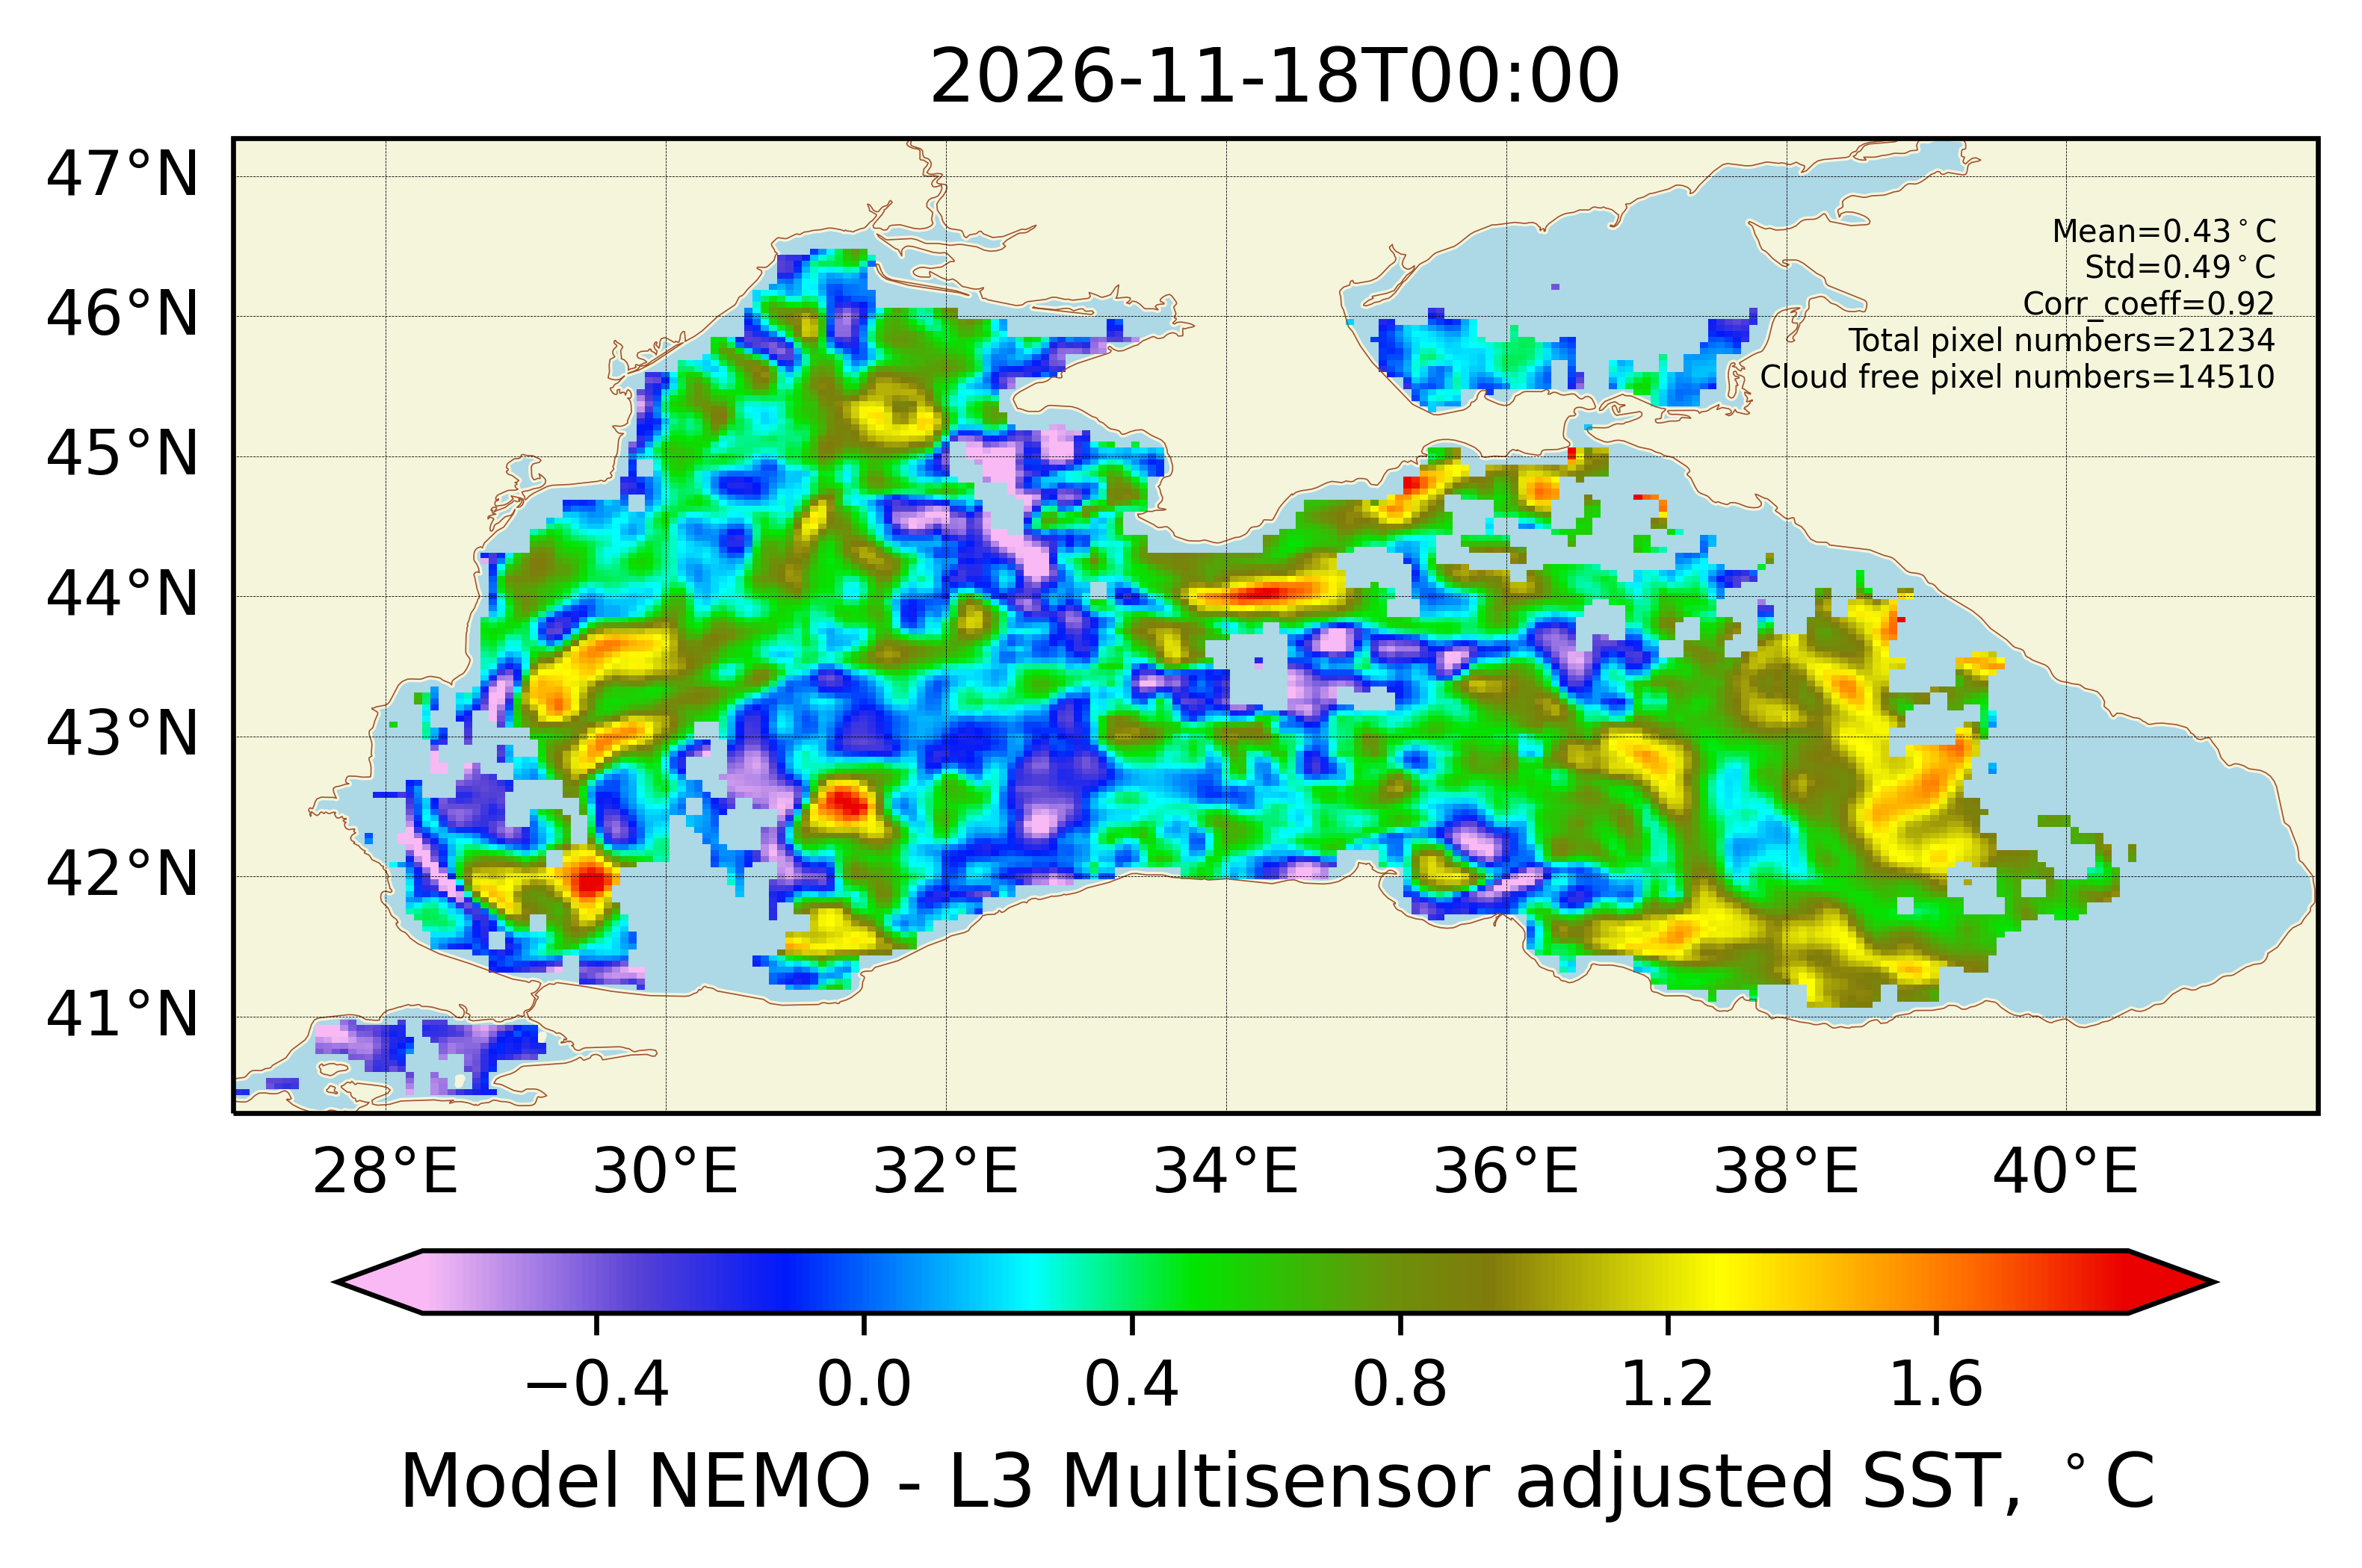 2026-11-18T00:00
47°N
46°N
45°N
44°N
43°N
42°N
41°N
Mean=0.43°C
Std=0.49°C
Corr_coeff=0.92
Total pixel numbers=21234
Cloud free pixel numbers=14510
28°E 30°E 32°E 34°E 36°E 38°E 40°E
−0.4 0.0 0.4 0.8 1.2 1.6
Model NEMO - L3 Multisensor adjusted SST, °C